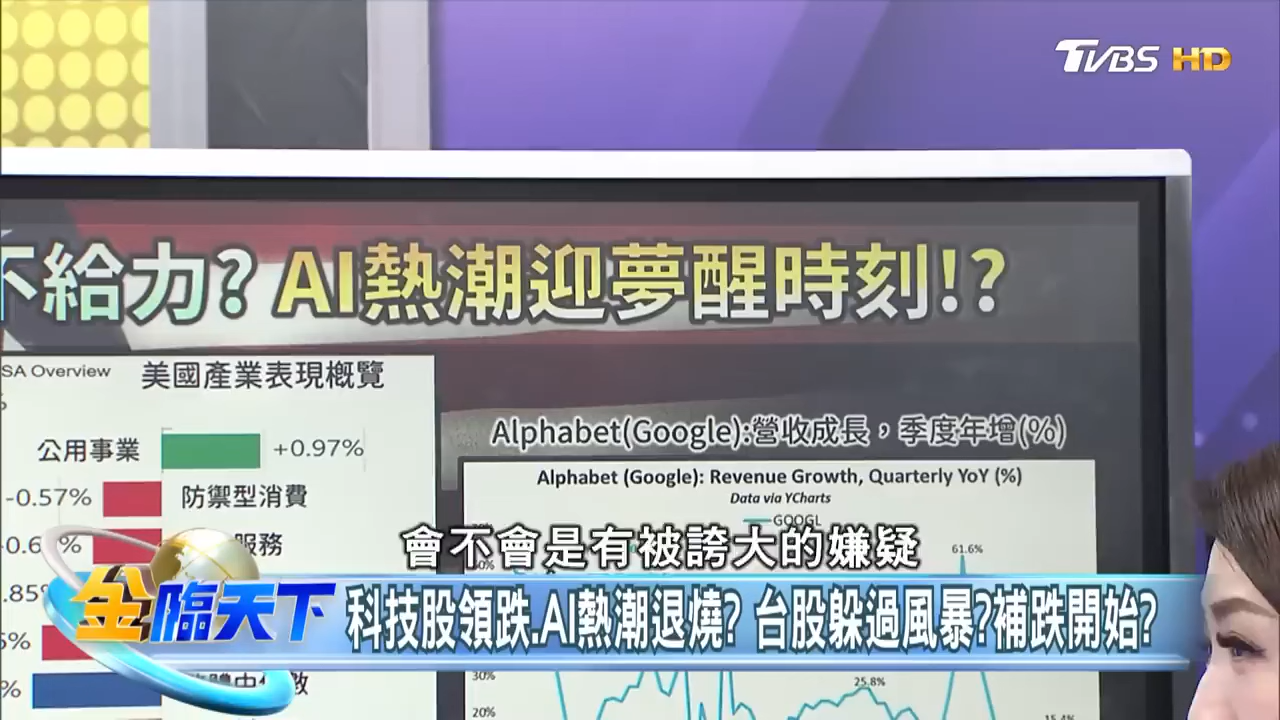 TVBS HD
不給力? AI熱潮迎夢醒時刻!?
SA Overview
美國產業表現概覽
%
公用事業
+0.97%
-0.57%
防禦型消費
服務
Alphabet(Google):營收成長，季度年增(%)
Alphabet (Google): Revenue Growth, Quarterly YoY (%)
Data via YCharts
GOOGL
61.6%
會不會是有被誇大的嫌疑
金臨天下
科技股領跌.AI熱潮退燒? 台股躲過風暴?補跌開始?
30%
25.8%
20%
15.4%